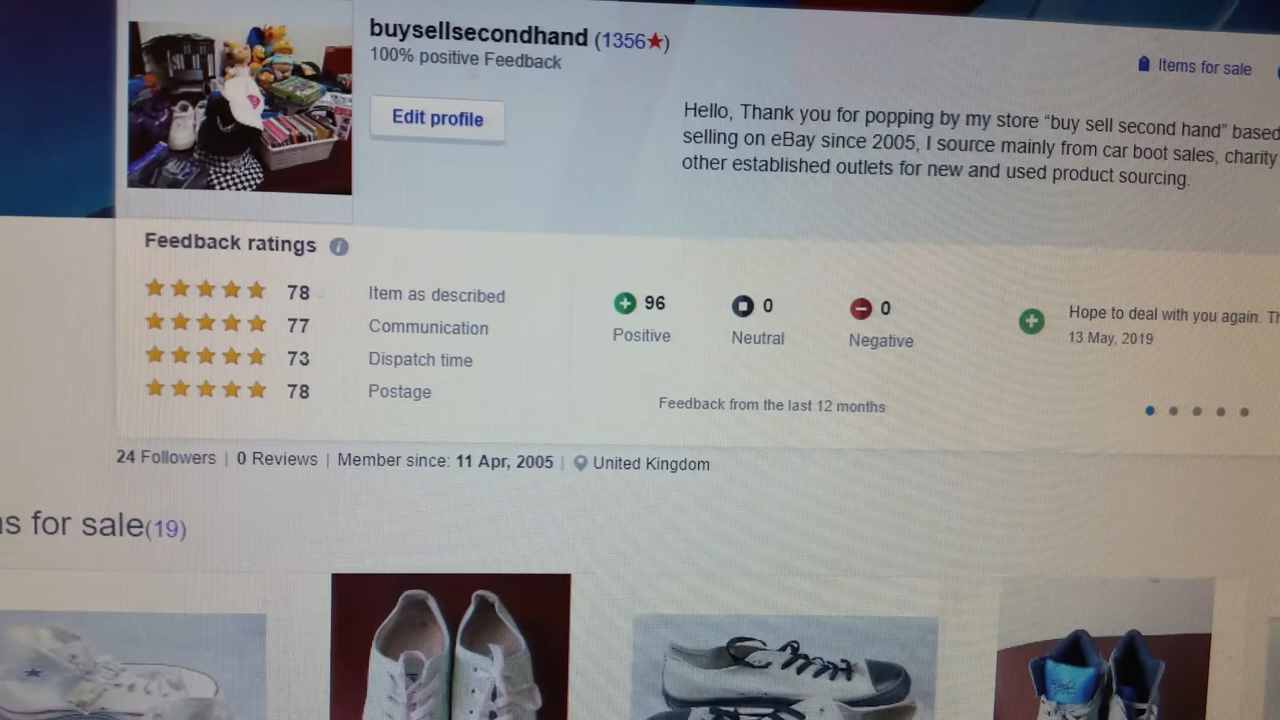 buysellsecondhand (1356★)
100% positive Feedback
Items for sale
Edit profile
Hello, Thank you for popping by my store “buy sell second hand” based
selling on eBay since 2005, I source mainly from car boot sales, charity
other established outlets for new and used product sourcing.
Feedback ratings
78 Item as described
77 Communication
73 Dispatch time
78 Postage
96 Positive
0 Neutral
0 Negative
Feedback from the last 12 months
Hope to deal with you again.
13 May, 2019
24 Followers | 0 Reviews | Member since: 11 Apr, 2005 | United Kingdom
for sale(19)